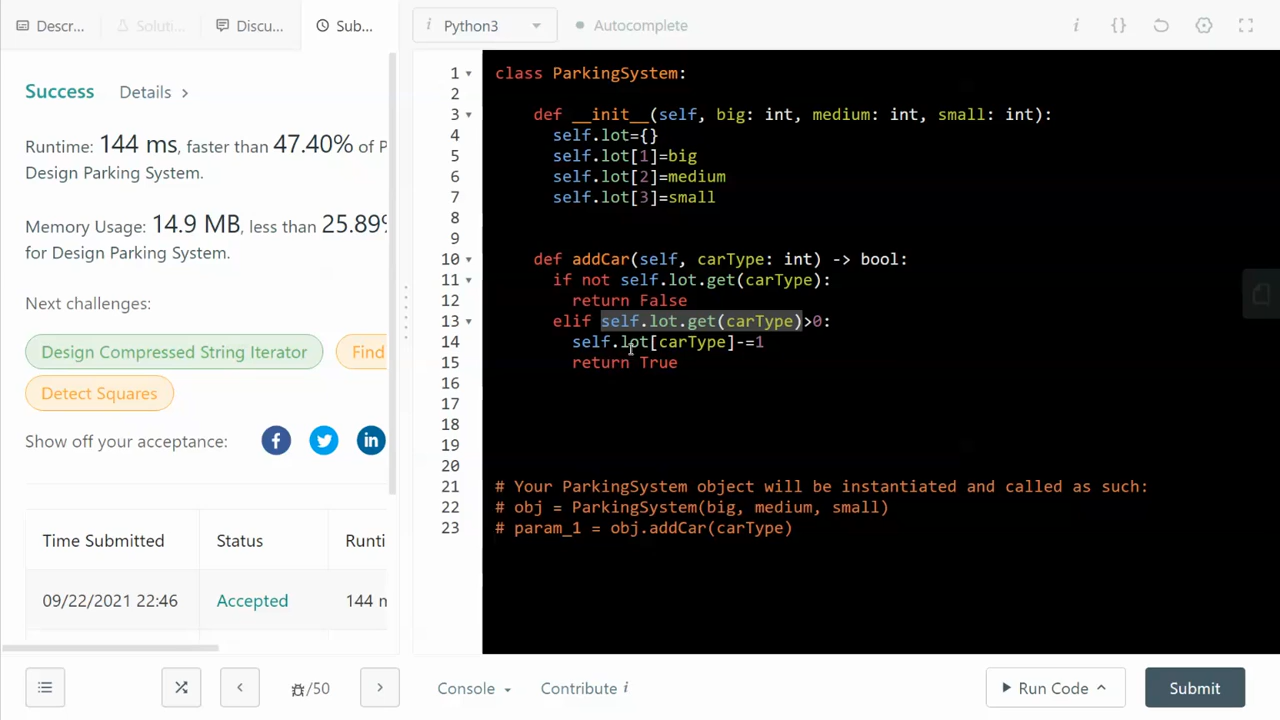 Descr...
Soluti...
Discu...
Sub...
i
Python3
Autocomplete
i
{}
Success
Details
Runtime: 144 ms, faster than 47.40% of P
Design Parking System.
Memory Usage: 14.9 MB, less than 25.89%
for Design Parking System.
Next challenges:
Design Compressed String Iterator
Find
Detect Squares
Show off your acceptance:
Time Submitted
Status
Runti
09/22/2021 22:46
Accepted
144 m
1 class ParkingSystem:
2
3 def __init__(self, big: int, medium: int, small: int):
4 self.lot={}
5 self.lot[1]=big
6 self.lot[2]=medium
7 self.lot[3]=small
8
9
10 def addCar(self, carType: int) -> bool:
11 if not self.lot.get(carType):
12 return False
13 elif self.lot.get(carType)>0:
14 self.lot[carType]-=1
15 return True
16
17
18
19
20
21 # Your ParkingSystem object will be instantiated and called as such:
22 # obj = ParkingSystem(big, medium, small)
23 # param_1 = obj.addCar(carType)
/50
Console
Contribute i
Run Code
Submit